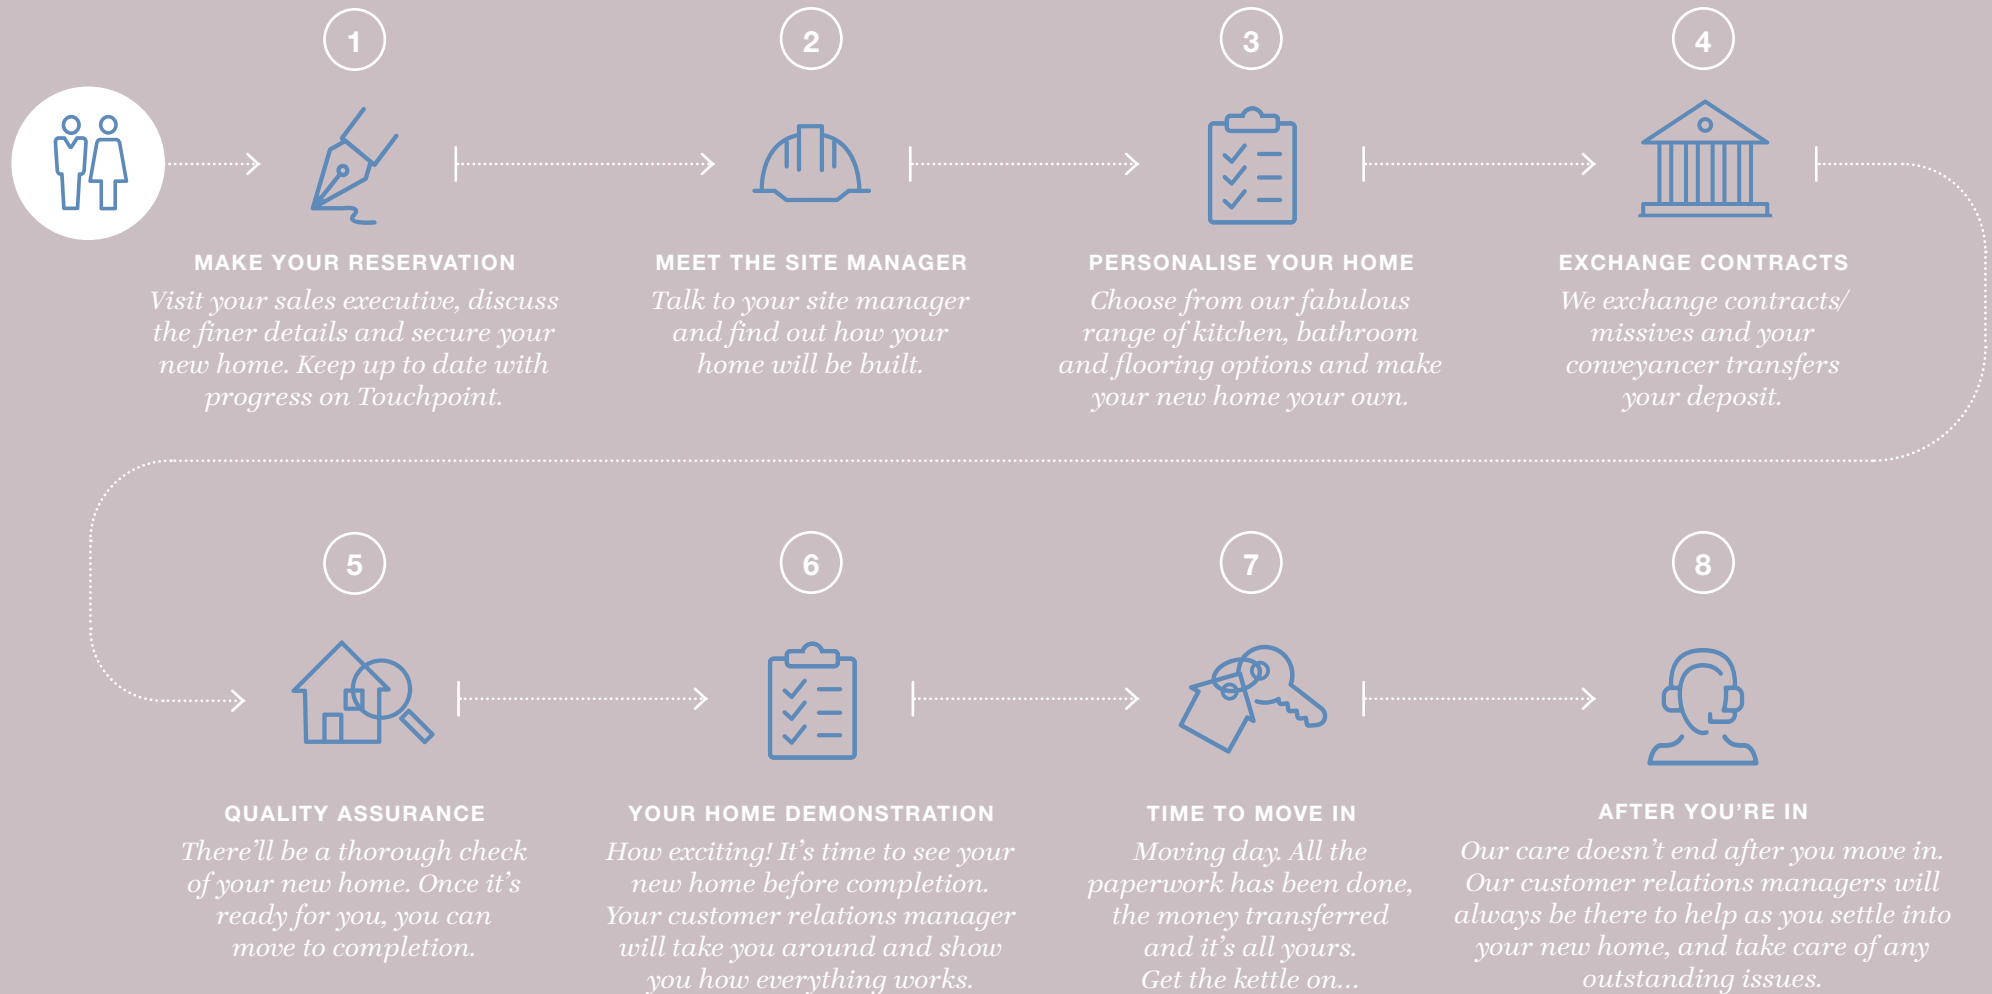 1
MAKE YOUR RESERVATION
Visit your sales executive, discuss
the finer details and secure your
new home. Keep up to date with
progress on Touchpoint.
2
MEET THE SITE MANAGER
Talk to your site manager
and find out how your
home will be built.
3
PERSONALISE YOUR HOME
Choose from our fabulous
range of kitchen, bathroom
and flooring options and make
your new home your own.
4
EXCHANGE CONTRACTS
We exchange contracts/
missives and your
conveyancer transfers
your deposit.
5
QUALITY ASSURANCE
There’ll be a thorough check
of your new home. Once it’s
ready for you, you can
move to completion.
6
YOUR HOME DEMONSTRATION
How exciting! It’s time to see your
new home before completion.
Your customer relations manager
will take you around and show
you how everything works.
7
TIME TO MOVE IN
Moving day. All the
paperwork has been done,
the money transferred
and it’s all yours.
Get the kettle on...
8
AFTER YOU’RE IN
Our care doesn’t end after you move in.
Our customer relations managers will
always be there to help as you settle into
your new home, and take care of any
outstanding issues.